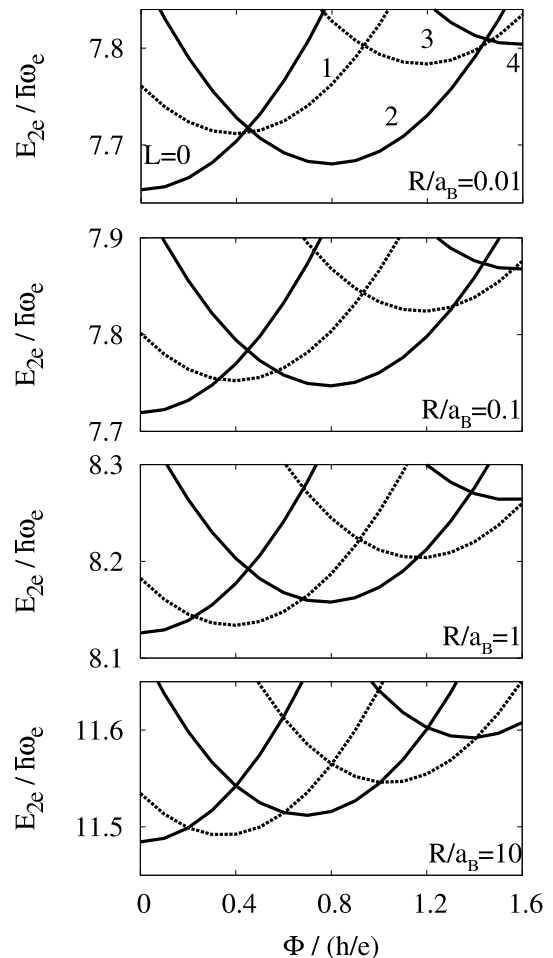 7.8
7.7
E2e / ħωe
L=0
1
2
3
4
R/aB=0.01
7.9
7.8
7.7
E2e / ħωe
R/aB=0.1
8.3
8.2
8.1
E2e / ħωe
R/aB=1
11.6
11.5
E2e / ħωe
R/aB=10
0 0.4 0.8 1.2 1.6
Φ / (h/e)